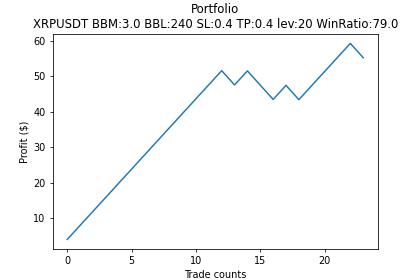 Portfolio
XRPUSDT BBM:3.0 BBL:240 SL:0.4 TP:0.4 lev:20 WinRatio:79.0
60
50
40
30
20
10
Profit ($)
0 5 10 15 20
Trade counts